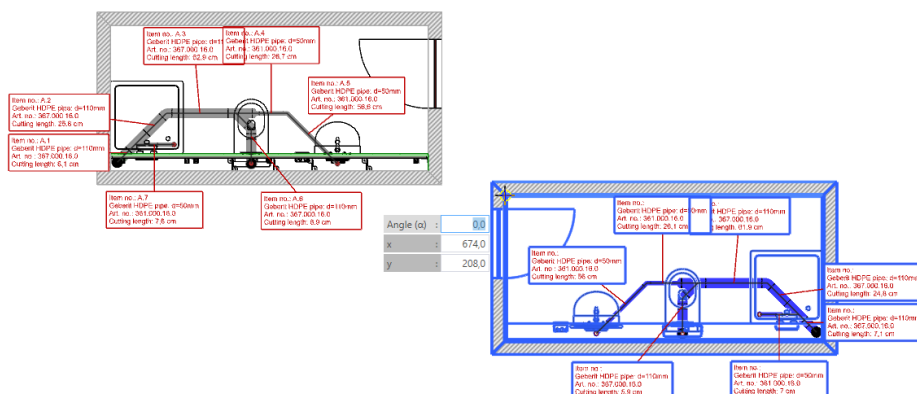 Item no.: A.3
Geberit HDPE pipe: d=11
Art. no.: 367.000.16.0
Cutting length: 52,9 cm
Item no.: A.4
Geberit HDPE pipe: d=50mm
Art. no.: 361.000.16.0
Cutting length: 26,7 cm
Item no.: A.5
Geberit HDPE pipe: d=50mm
Art. no.: 361.000.16.0
Cutting length: 56,6 cm
Item no.: A.2
Geberit HDPE pipe: d=110mm
Art. no.: 367.000.16.0
Cutting length: 25,6 cm
Item no.: A.1
Geberit HDPE pipe: d=110mm
Art. no.: 367.000.16.0
Cutting length: 6,1 cm
Item no.: A.7
Geberit HDPE pipe: d=50mm
Art. no.: 361.000.16.0
Cutting length: 7,8 cm
Item no.: A.6
Geberit HDPE pipe: d=110mm
Art. no.: 367.000.16.0
Cutting length: 8,9 cm
Angle (α) : 0,0
x : 674,0
y : 208,0
Item no.:
Geberit HDPE pipe: d=
Art. no.: 361.000.16.0
Cutting length: 26,1 cm
pipe: d=110mm
367.000.16.0
61,9 cm
Item no.:
Geberit HDPE pipe: d=50mm
Art. no.: 361.000.16.0
Cutting length: 56 cm
Item no.:
Geberit HDPE pipe: d=110mm
Art. no.: 367.000.16.0
Cutting length: 24,8 cm
Item no.:
Geberit HDPE pipe: d=110mm
Art. no.: 367.000.16.0
Cutting length: 7,1 cm
Item no.:
Geberit HDPE pipe: d=110mm
Art. no.: 367.000.16.0
Cutting length: 5,9 cm
Item no.:
Geberit HDPE pipe: d=50mm
Art. no.: 361.000.16.0
Cutting length: 7 cm